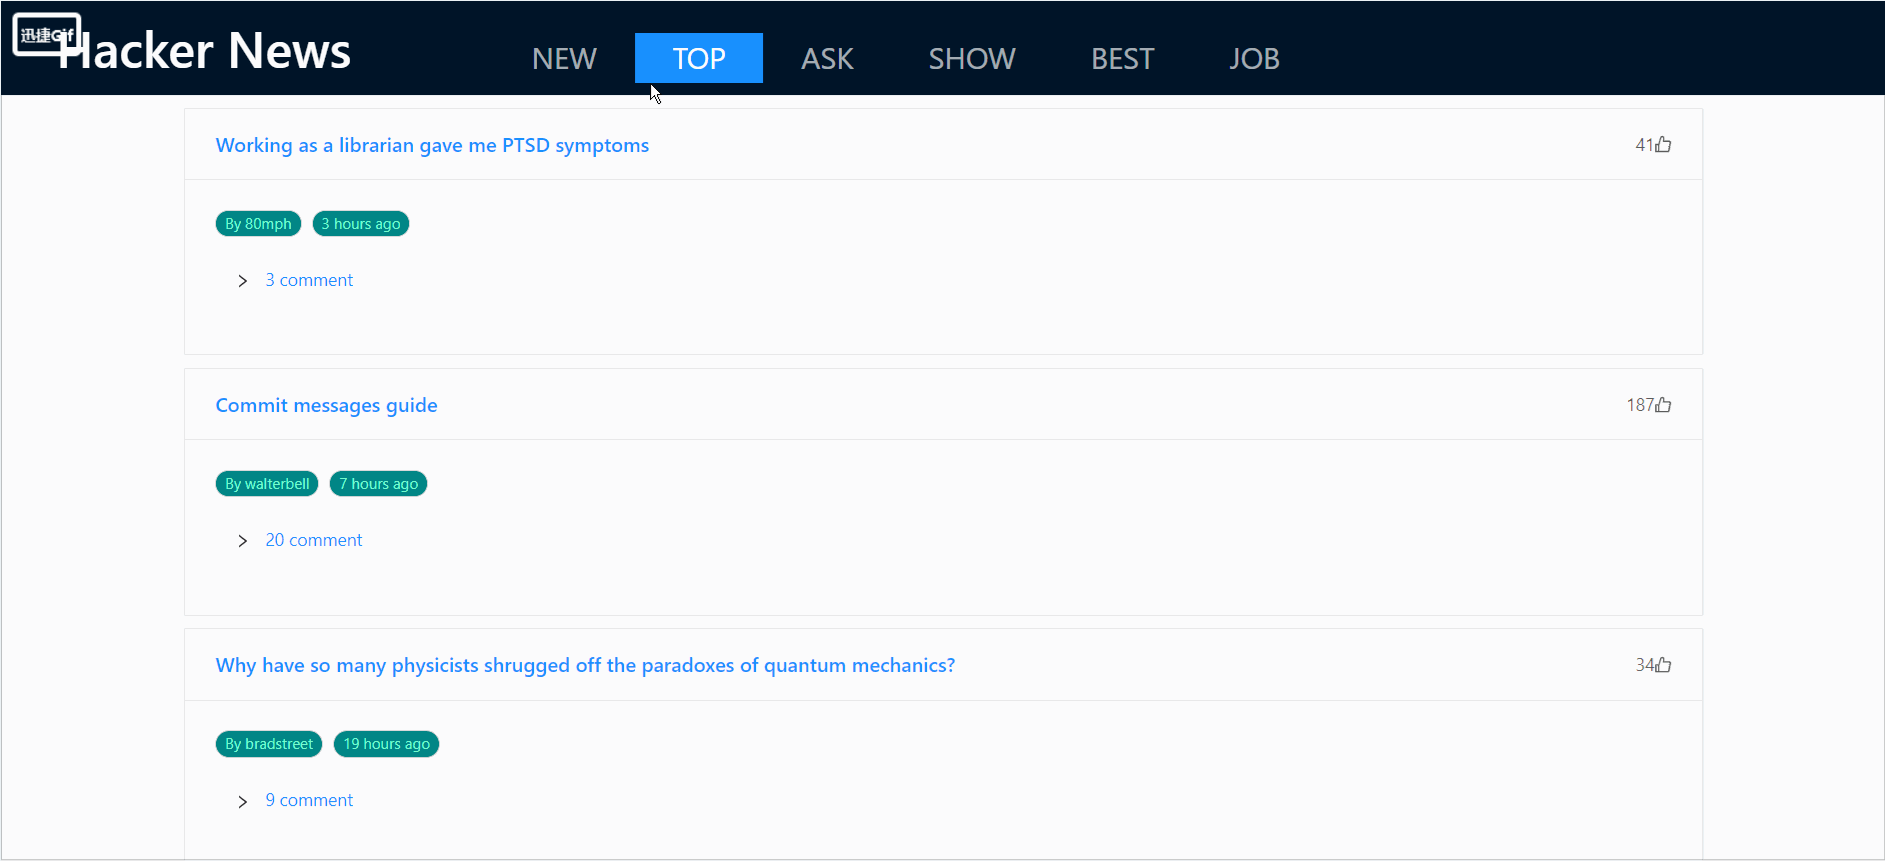 迅捷Gif
Hacker News
NEW TOP ASK SHOW BEST JOB
Working as a librarian gave me PTSD symptoms 41
By 80mph 3 hours ago
3 comment
Commit messages guide 187
By walterbell 7 hours ago
20 comment
Why have so many physicists shrugged off the paradoxes of quantum mechanics? 34
By bradstreet 19 hours ago
9 comment